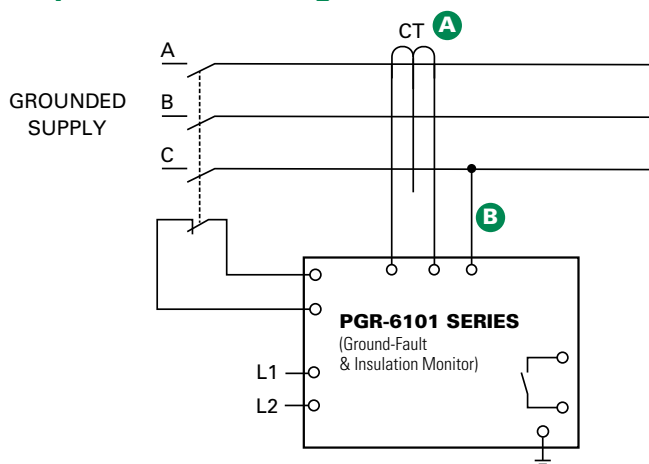 CT A
A
GROUNDED
SUPPLY
B
C
B
PGR-6101 SERIES
(Ground-Fault
& Insulation Monitor)
L1
L2